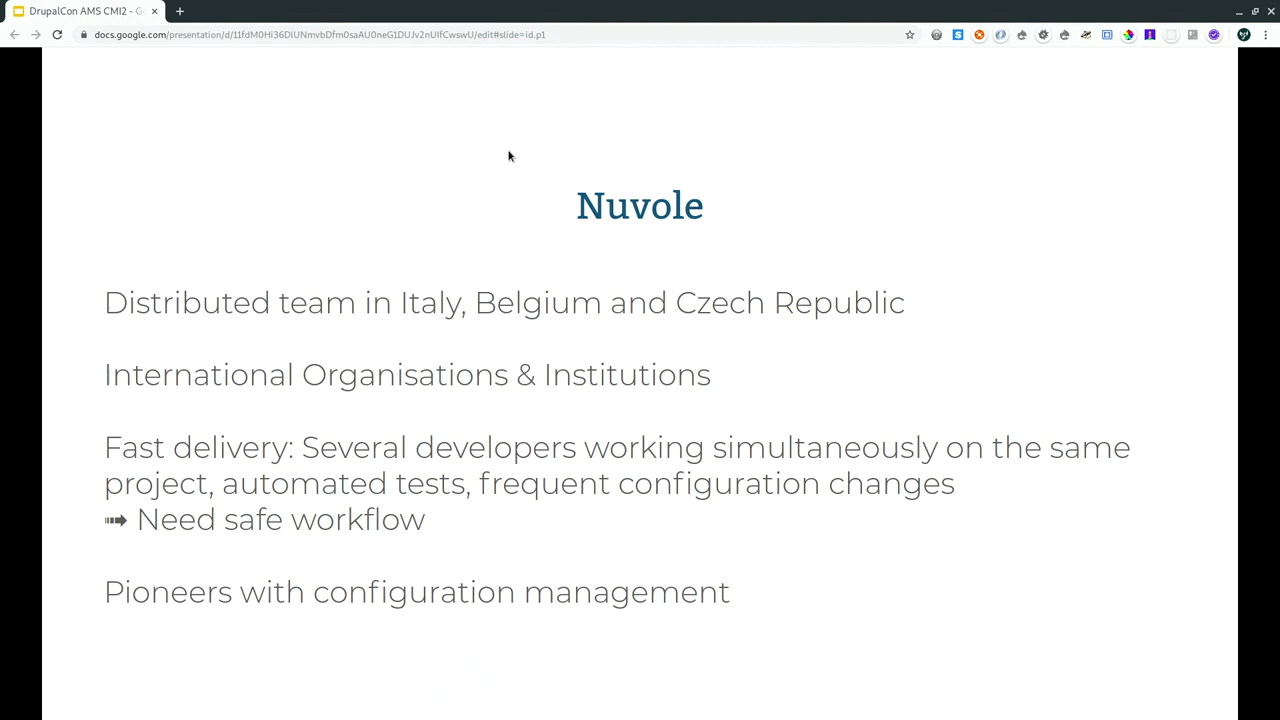 DrupalCon AMS CMI2 - G
docs.google.com/presentation/d/11fdM0Hi36DlUNmvbDfm0saAU0neG1DUJv2nUIfCwswU/edit#slide=id.p1
Nuvole
Distributed team in Italy, Belgium and Czech Republic
International Organisations & Institutions
Fast delivery: Several developers working simultaneously on the same
project, automated tests, frequent configuration changes
➟ Need safe workflow
Pioneers with configuration management